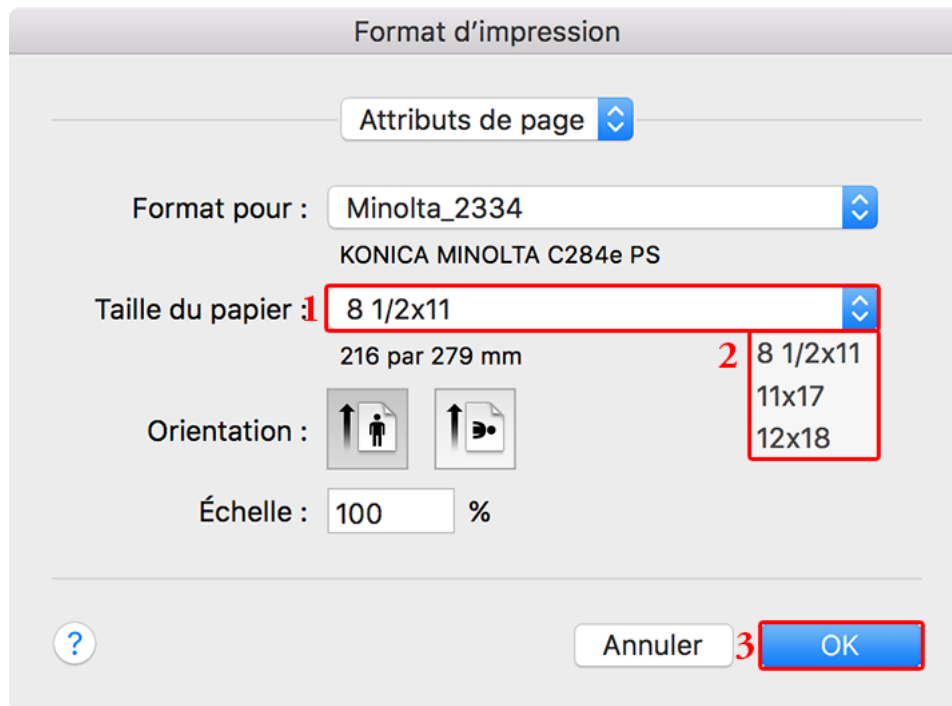 Format d’impression
Attributs de page
Format pour : Minolta_2334
KONICA MINOLTA C284e PS
Taille du papier : 1 8 1/2x11
216 par 279 mm
2 8 1/2x11
11x17
12x18
Orientation :
Échelle : 100 %
? Annuler 3 OK